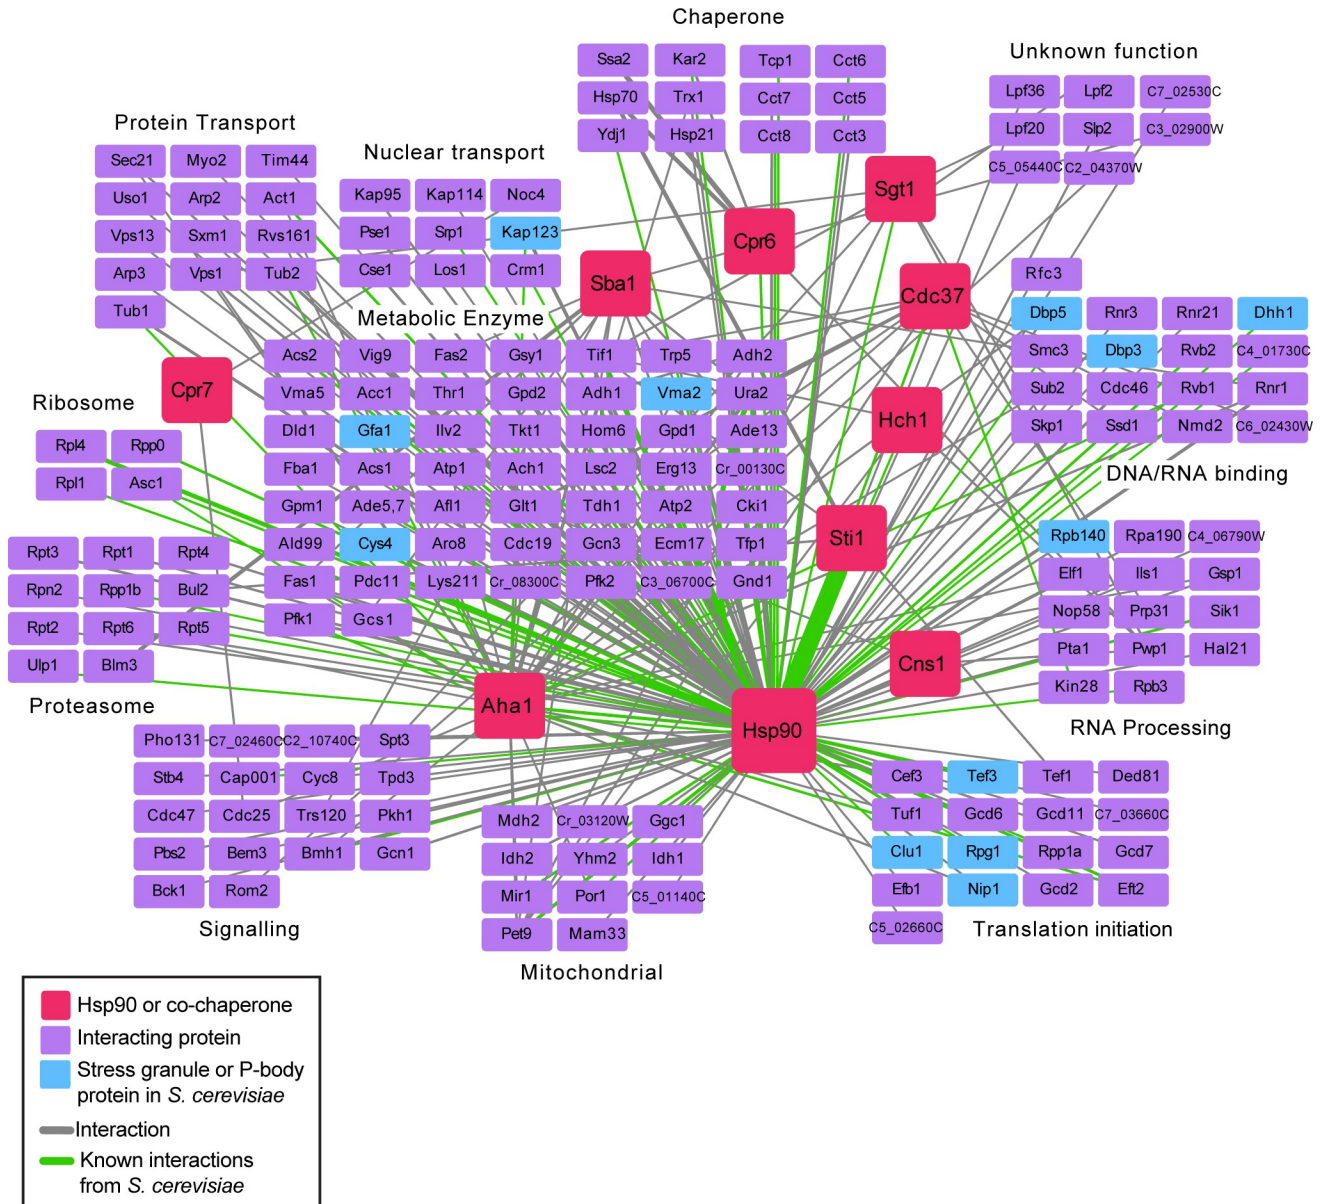 Chaperone
Ssa2 Kar2 Tcp1 Cct6
Hsp70 Trx1 Cct7 Cct5
Ydj1 Hsp21 Cct8 Cct3
Unknown function
Lpf36 Lpf2 C7_02530C
Lpf20 Slp2 C3_02900W
C5_05440C C2_04370W
Protein Transport
Sec21 Myo2 Tim44
Uso1 Arp2 Act1
Vps13 Sxm1 Rvs161
Arp3 Vps1 Tub2
Tub1
Nuclear transport
Kap95 Kap114 Noc4
Pse1 Srp1 Kap123
Cse1 Los1 Crm1
Sgt1
Cpr6
Sba1
Cdc37
Cpr7
Hch1
Sti1
Cns1
Aha1
Hsp90
Metabolic Enzyme
Acs2 Vig9 Fas2 Gsy1 Tif1 Trp5 Adh2
Vma5 Acc1 Thr1 Gpd2 Adh1 Vma2 Ura2
Dld1 Gfa1 Ilv2 Tkt1 Hom6 Gpd1 Ade13
Fba1 Acs1 Atp1 Ach1 Lsc2 Erg13 Cr_00130C
Gpm1 Ade5,7 Afl1 Glt1 Tdh1 Atp2 Cki1
Ald99 Cys4 Aro8 Cdc19 Gcn3 Ecm17 Tfp1
Fas1 Pdc11 Lys211 Cr_08300C Pfk2 C3_06700C Gnd1
Pfk1 Gcs1
Rfc3
Dbp5 Rnr3 Rnr21 Dhh1
Smc3 Dbp3 Rvb2 C4_01730C
Sub2 Cdc46 Rvb1 Rnr1
Skp1 Ssd1 Nmd2 C6_02430W
DNA/RNA binding
Ribosome
Rpl4 Rpp0
Rpl1 Asc1
Rpt3 Rpt1 Rpt4
Rpn2 Rpp1b Bul2
Rpt2 Rpt6 Rpt5
Ulp1 Blm3
Proteasome
Rpb140 Rpa190 C4_06790W
Elf1 Ils1 Gsp1
Nop58 Prp31 Sik1
Pta1 Pwp1 Hal21
Kin28 Rpb3
RNA Processing
Pho131 C7_02460C C2_10740C Spt3
Stb4 Cap001 Cyc8 Tpd3
Cdc47 Cdc25 Trs120 Pkh1
Pbs2 Bem3 Bmh1 Gcn1
Bck1 Rom2
Signalling
Mdh2 Cr_03120W Ggc1
Idh2 Yhm2 Idh1
Mir1 Por1 C5_01140C
Pet9 Mam33
Mitochondrial
Cef3 Tef3 Tef1 Ded81
Tuf1 Gcd6 Gcd11 C7_03660C
Clu1 Rpg1 Rpp1a Gcd7
Efb1 Nip1 Gcd2 Eft2
C5_02660C
Translation initiation
Hsp90 or co-chaperone
Interacting protein
Stress granule or P-body
protein in S. cerevisiae
Interaction
Known interactions
from S. cerevisiae